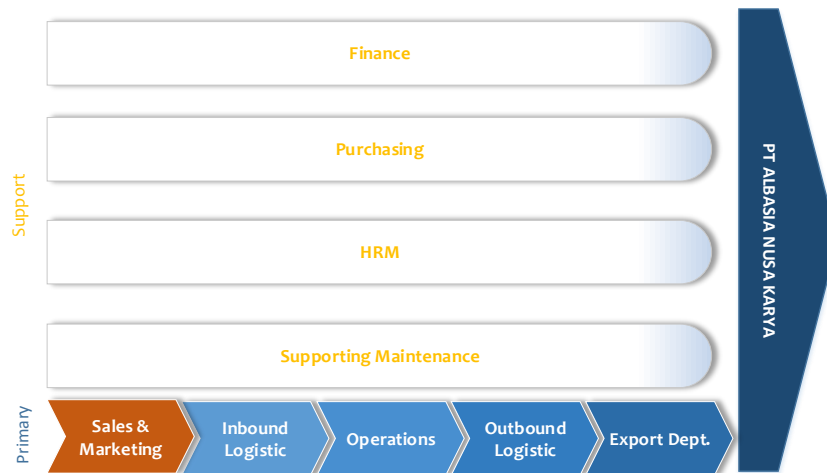 Finance
Purchasing
HRM
Supporting Maintenance
Support
Primary
Sales &
Marketing
Inbound
Logistic
Operations
Outbound
Logistic
Export Dept.
PT ALBASIA NUSA KARYA